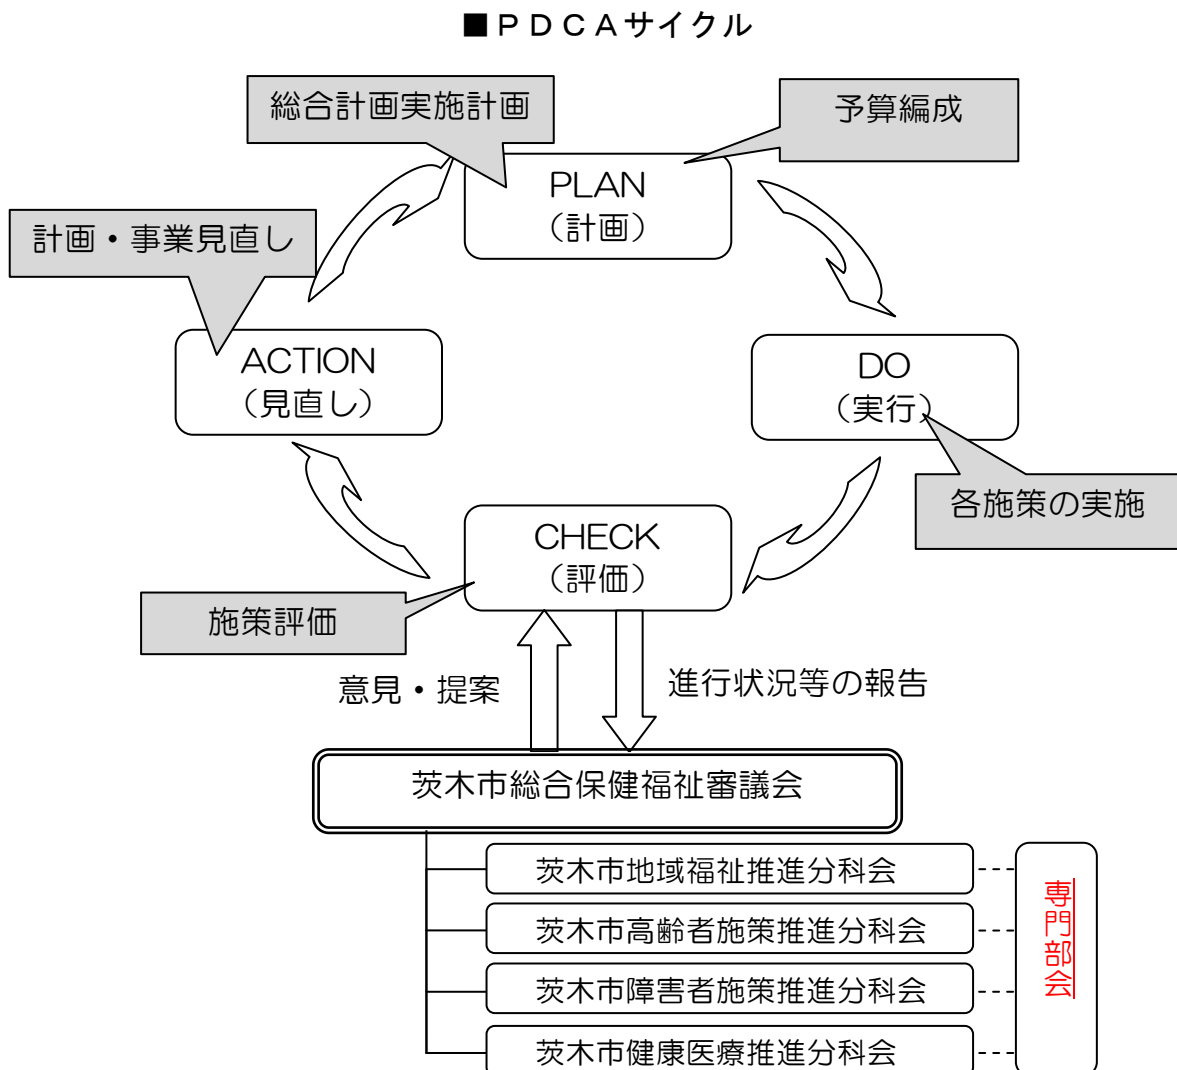 ■ＰＤＣＡサイクル
総合計画実施計画
予算編成
PLAN
（計画）
計画・事業見直し
ACTION
（見直し）
DO
（実行）
各施策の実施
CHECK
（評価）
施策評価
意見・提案
進行状況等の報告
茨木市総合保健福祉審議会
茨木市地域福祉推進分科会
茨木市高齢者施策推進分科会
茨木市障害者施策推進分科会
茨木市健康医療推進分科会
専門部会